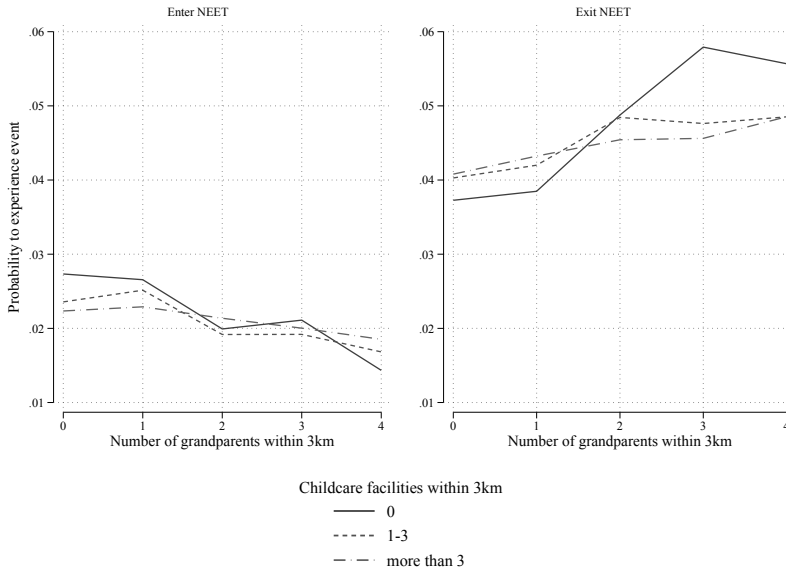 Enter NEET
Exit NEET
Probability to experience event
.06
.05
.04
.03
.02
.01
0 1 2 3 4
Number of grandparents within 3km
.06
.05
.04
.03
.02
.01
0 1 2 3 4
Number of grandparents within 3km
Childcare facilities within 3km
0
1-3
more than 3